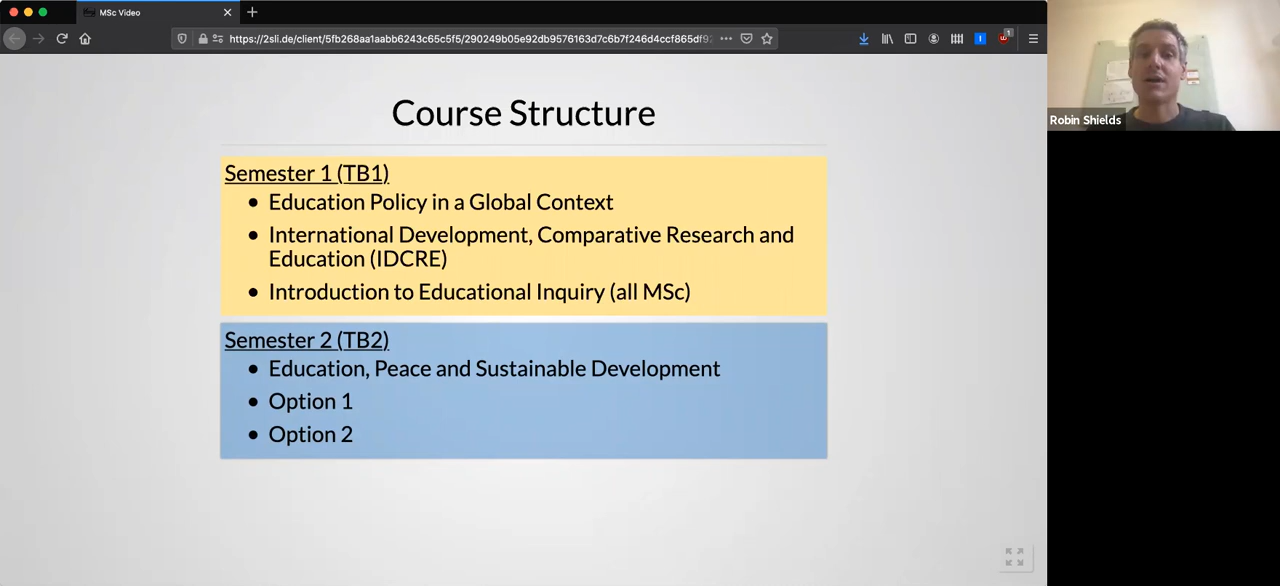 MSc Video
https://2sli.de/client/5fb268aa1aabb6243c65c5f5/290249b05e92db9576163d7c6b7f246d4ccf865df92
1
Robin Shields
Course Structure
Semester 1 (TB1)
• Education Policy in a Global Context
• International Development, Comparative Research and
Education (IDCRE)
• Introduction to Educational Inquiry (all MSc)
Semester 2 (TB2)
• Education, Peace and Sustainable Development
• Option 1
• Option 2